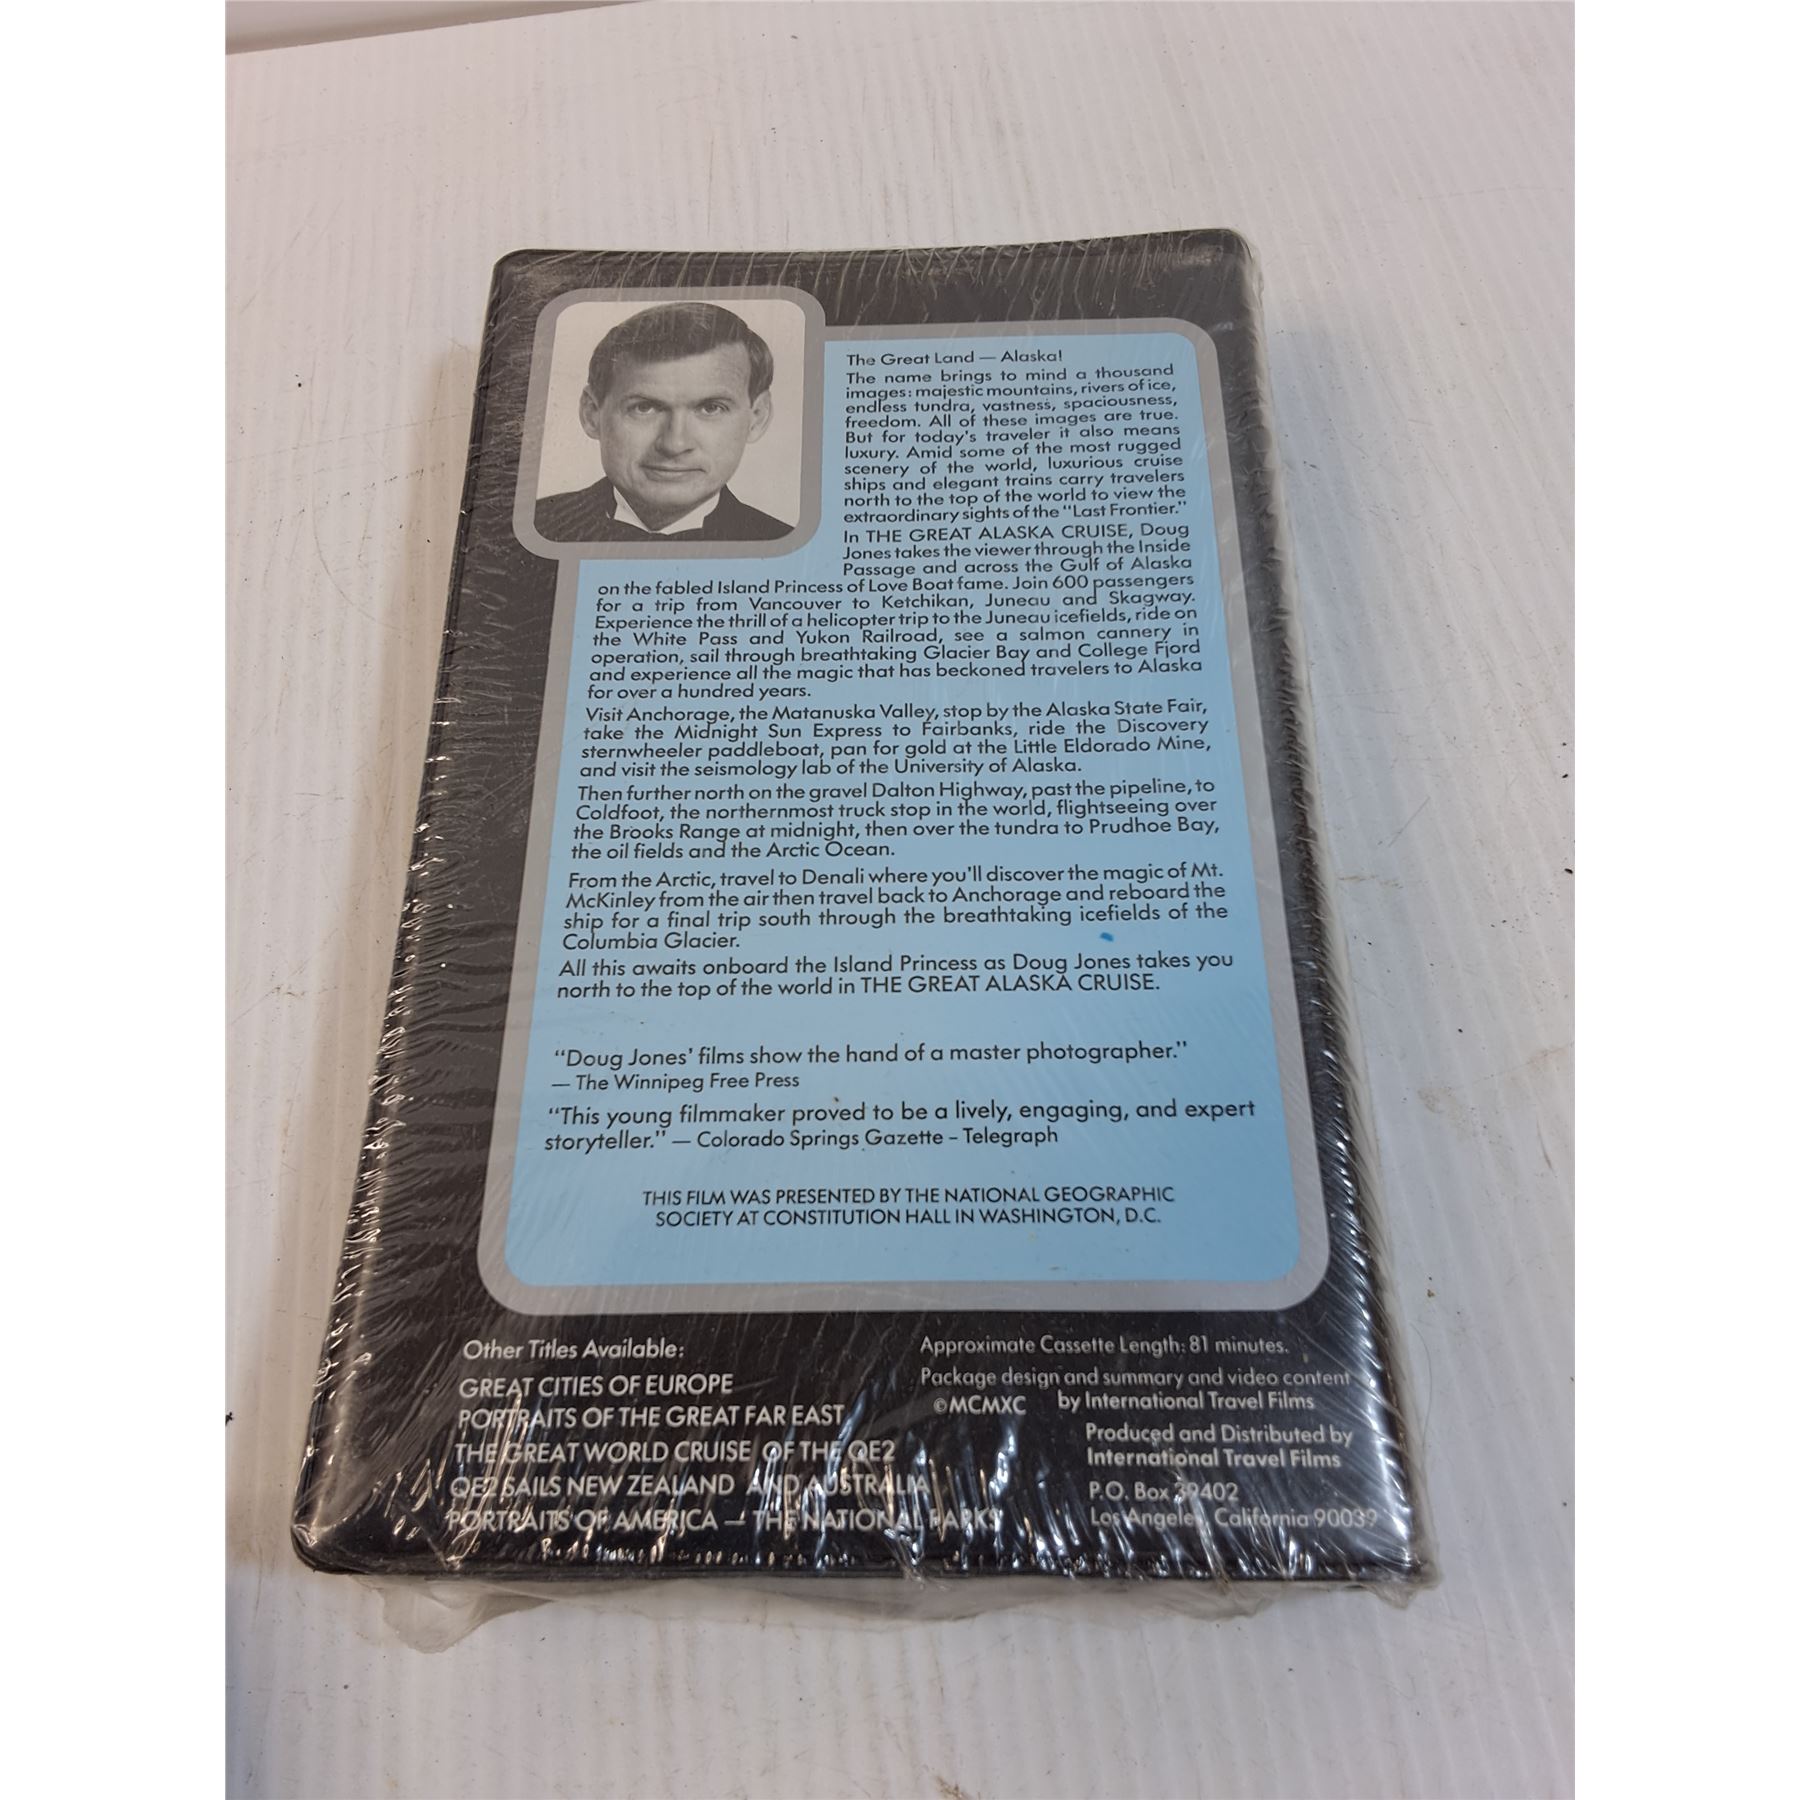 The Great Land — Alaska!
The name brings to mind a thousand
images: majestic mountains, rivers of ice,
endless tundra, vastness, spaciousness,
freedom. All of these images are true.
But for today's traveler it also means
luxury. Amid some of the most rugged
scenery of the world, luxurious cruise
ships and elegant trains carry travelers
north to the top of the world to view the
extraordinary sights of the "Last Frontier."
In THE GREAT ALASKA CRUISE, Doug
Jones takes the viewer through the Inside
Passage and across the Gulf of Alaska
on the fabled Island Princess of Love Boat fame. Join 600 passengers
for a trip from Vancouver to Ketchikan, Juneau and Skagway.
Experience the thrill of a helicopter trip to the Juneau icefields, ride on
the White Pass and Yukon Railroad, see a salmon cannery in
operation, sail through breathtaking Glacier Bay and College Fjord
and experience all the magic that has beckoned travelers to Alaska
for over a hundred years.
Visit Anchorage, the Matanuska Valley, stop by the Alaska State Fair,
take the Midnight Sun Express to Fairbanks, ride the Discovery
sternwheeler paddleboat, pan for gold at the Little Eldorado Mine,
and visit the seismology lab of the University of Alaska.
Then further north on the gravel Dalton Highway, past the pipeline, to
Coldfoot, the northernmost truck stop in the world, flightseeing over
the Brooks Range at midnight, then over the tundra to Prudhoe Bay,
the oil fields and the Arctic Ocean.
From the Arctic, travel to Denali where you'll discover the magic of Mt.
McKinley from the air then travel back to Anchorage and reboard the
ship for a final trip south through the breathtaking icefields of the
Columbia Glacier.
All this awaits onboard the Island Princess as Doug Jones takes you
north to the top of the world in THE GREAT ALASKA CRUISE.
"Doug Jones' films show the hand of a master photographer."
— The Winnipeg Free Press
"This young filmmaker proved to be a lively, engaging, and expert
storyteller." — Colorado Springs Gazette - Telegraph
THIS FILM WAS PRESENTED BY THE NATIONAL GEOGRAPHIC
SOCIETY AT CONSTITUTION HALL IN WASHINGTON, D.C.
Other Titles Available:
GREAT CITIES OF EUROPE
PORTRAITS OF THE GREAT FAR EAST
THE GREAT WORLD CRUISE OF THE QE2
QE2 SAILS NEW ZEALAND AND AUSTRALIA
PORTRAITS OF AMERICA — THE NATIONAL PARKS
Approximate Cassette Length: 81 minutes.
Package design and summary and video content
©MCMXC by International Travel Films
Produced and Distributed by
International Travel Films
P.O. Box 39402
Los Angeles, California 90039